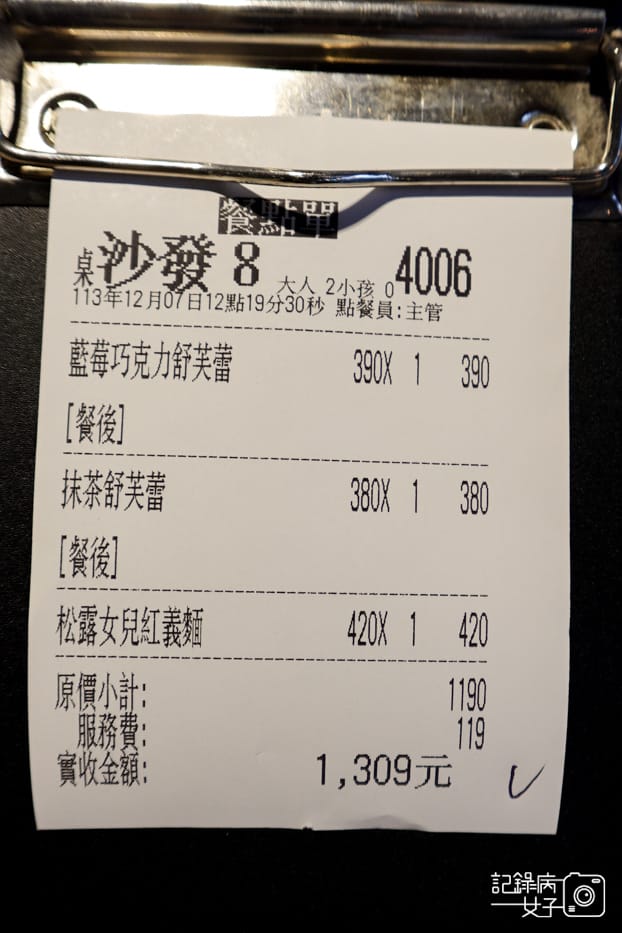 餐點單
桌沙發 8 大人 2小孩 0 4006
113年12月07日12點19分30秒 點餐員:主管
藍莓巧克力舒芙蕾 390X 1 390
[餐後]
抹茶舒芙蕾 380X 1 380
[餐後]
松露女兒紅義麵 420X 1 420
原價小計: 1190
服務費: 119
實收金額: 1,309元
記錄病
女子